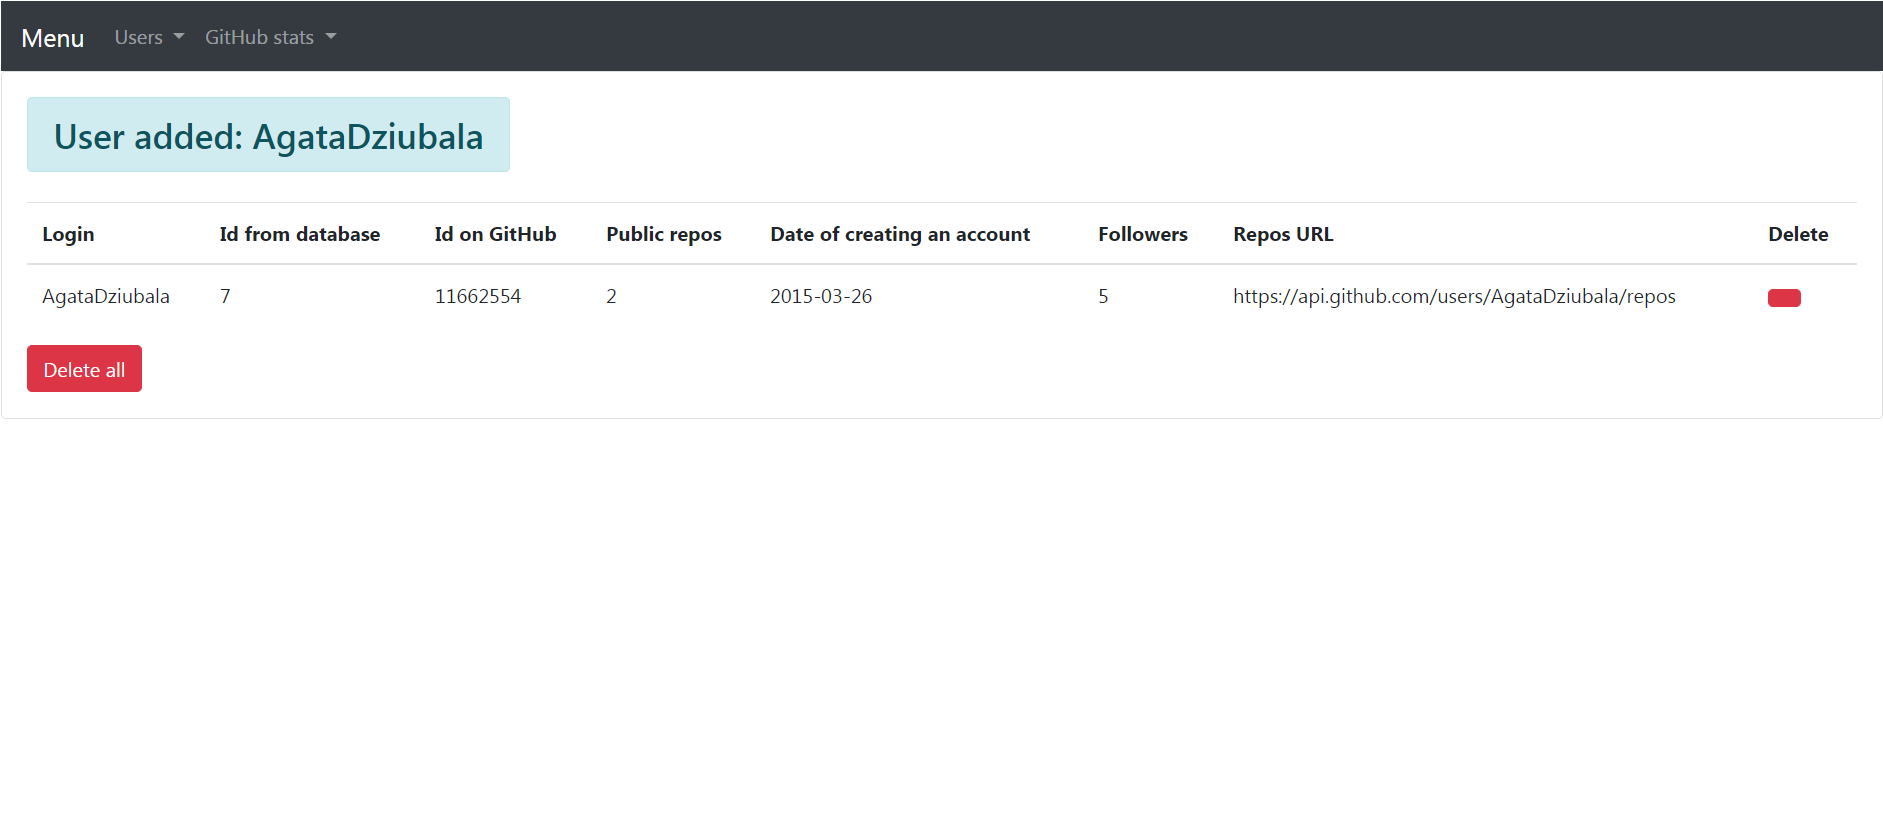 Menu Users GitHub stats
User added: AgataDziubala
Login Id from database Id on GitHub Public repos Date of creating an account Followers Repos URL Delete
AgataDziubala 7 11662554 2 2015-03-26 5 https://api.github.com/users/AgataDziubala/repos
Delete all